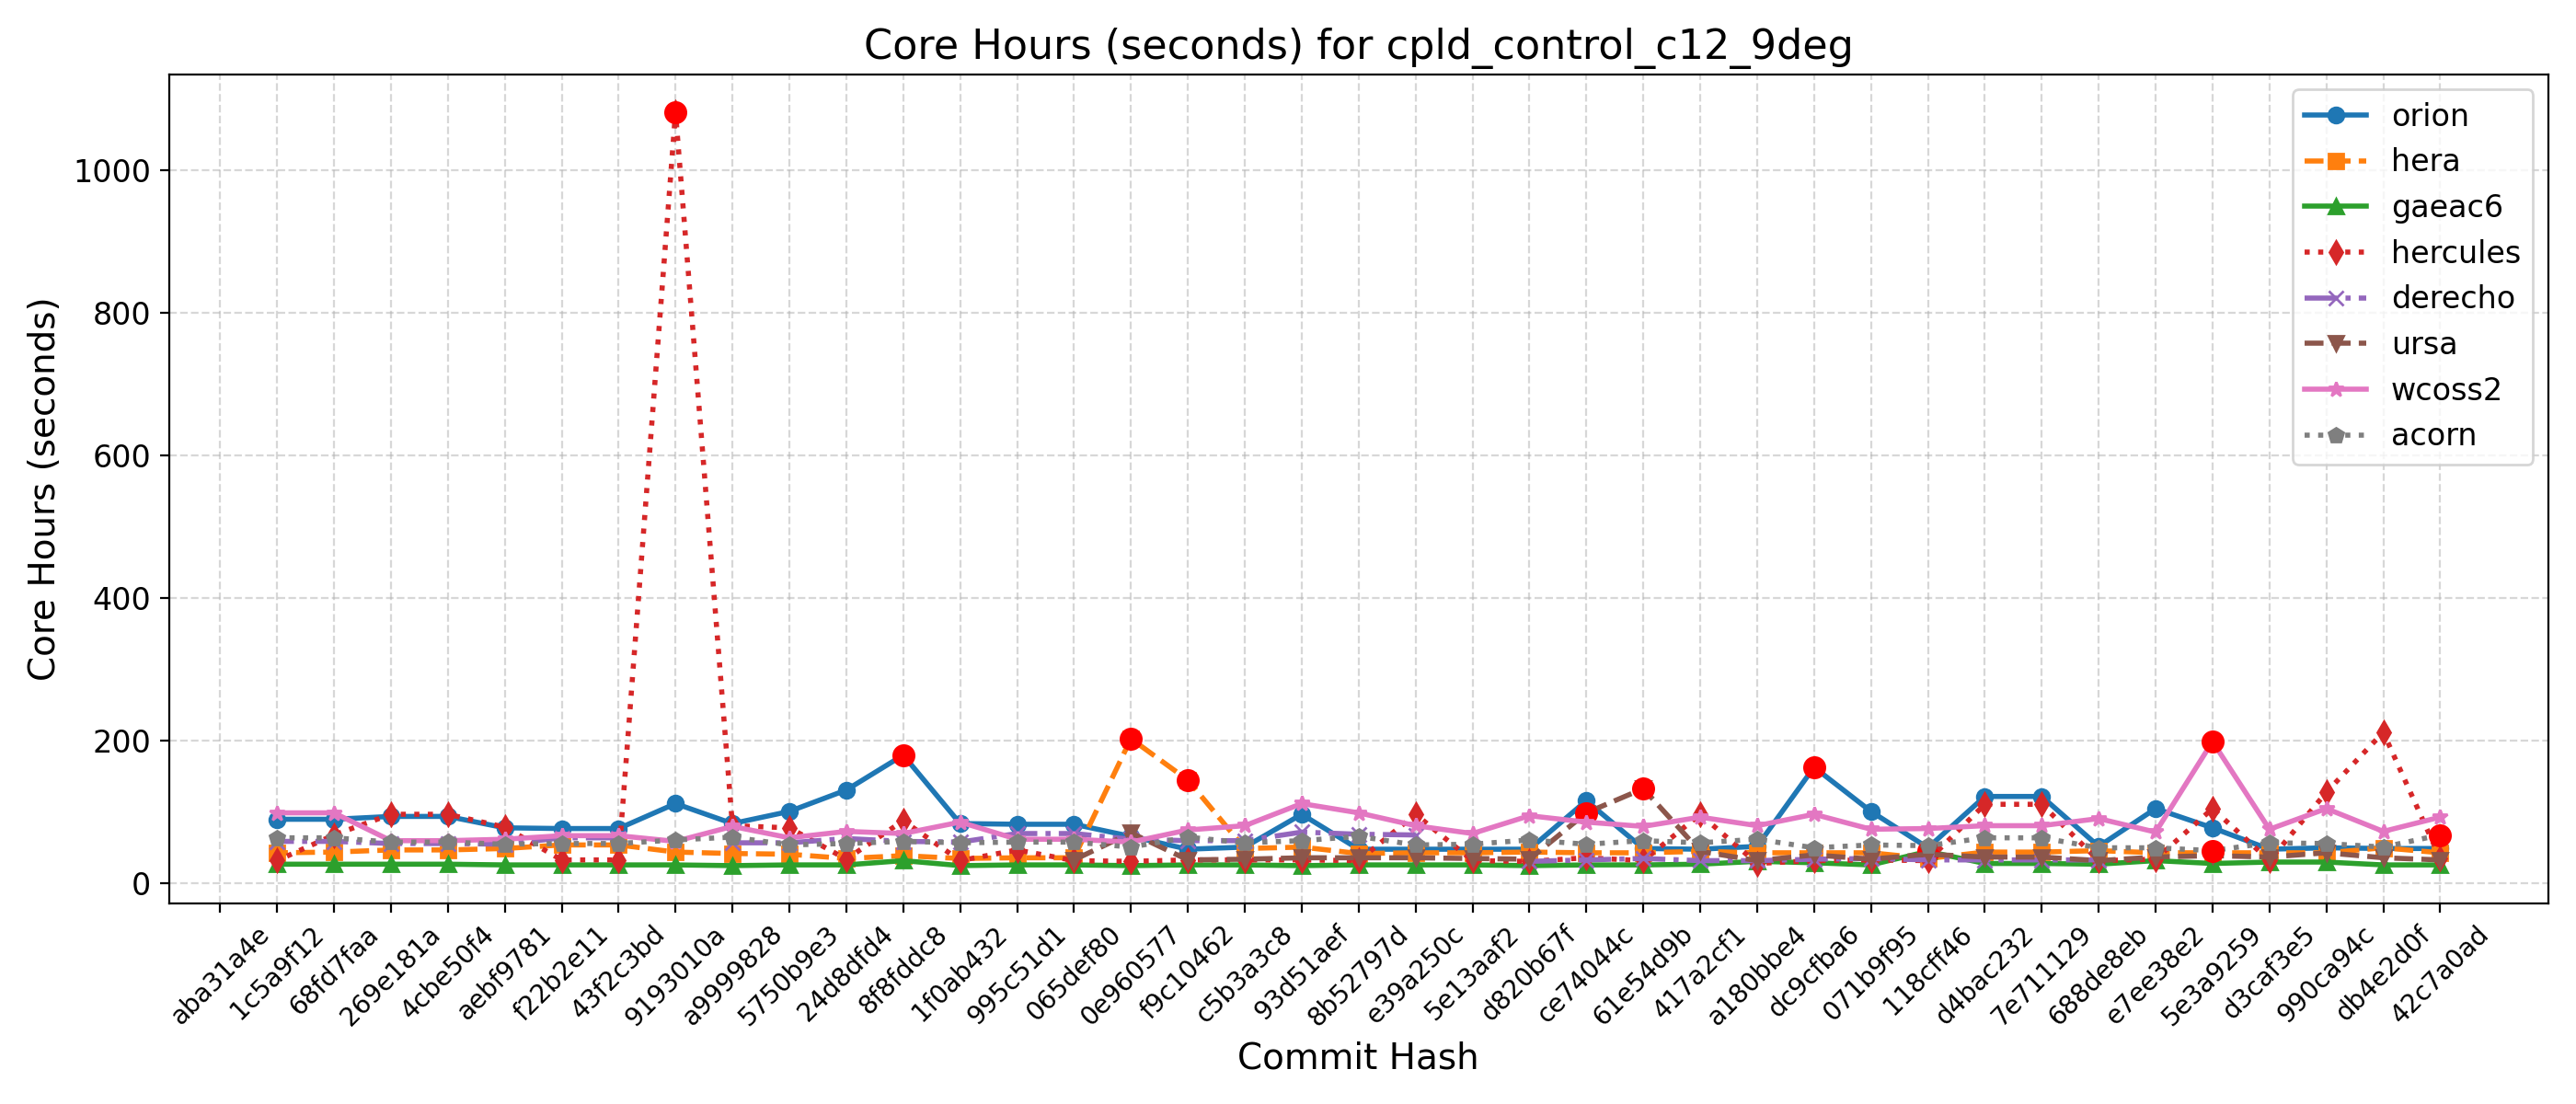 Core Hours (seconds) for cpld_control_c12_9deg
Core Hours (seconds)
1000
800
600
400
200
0
orion
hera
gaeac6
hercules
derecho
ursa
wcoss2
acorn
aba31a4e
1c5a9f12
68fd7faa
269e181a
4cbe50f4
aebf9781
f22b2e11
43f2c3bd
9193010a
a9999828
5750b9e3
24d8dfd4
8f8fddc8
1f0ab432
995c51d1
065def80
0e960577
f9c10462
c5b3a3c8
93d51aef
8b52797d
e39a250c
5e13aaf2
d820b67f
ce74044c
61e54d9b
417a2cf1
a180bbe4
dc9cfba6
071b9f95
118cff46
d4bac232
7e711129
688de8eb
e7ee38e2
5e3a9259
d3caf3e5
990ca94c
db4e2d0f
42c7a0ad
Commit Hash